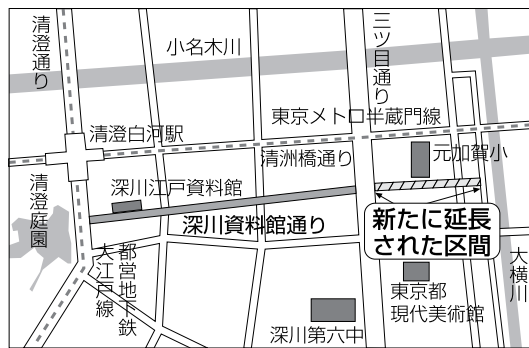 清澄通り
小名木川
三ツ目通り
東京メトロ半蔵門線
清澄白河駅
清洲橋通り
元加賀小
深川江戸資料館
清澄庭園
深川資料館通り
新たに延長
された区間
都営地下鉄
大江戸線
東京都
現代美術館
大横川
深川第六中